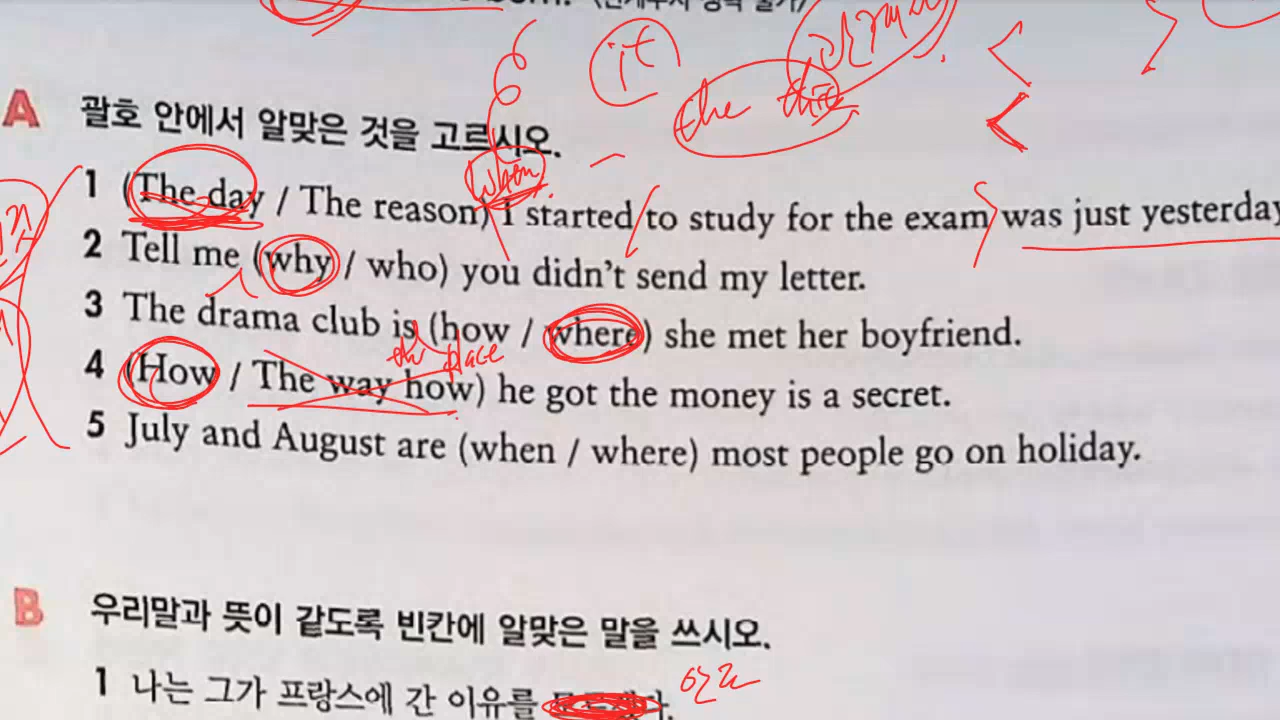 it
the
A 괄호 안에서 알맞은 것을 고르시오.
when
1 (The day / The reason) I started to study for the exam was just yesterday
2 Tell me (why / who) you didn't send my letter.
3 The drama club is (how / where) she met her boyfriend.
the place
4 (How / The way how) he got the money is a secret.
5 July and August are (when / where) most people go on holiday.
B 우리말과 뜻이 같도록 빈칸에 알맞은 말을 쓰시오.
1 나는 그가 프랑스에 간 이유를